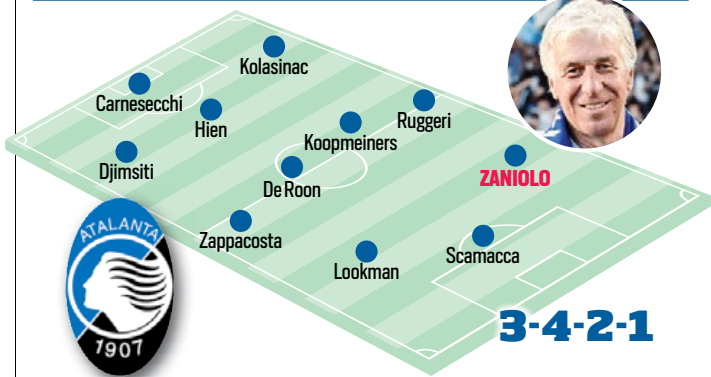 Kolasinac
Carnesecchi
Hien
Ruggeri
Koopmeiners
Djimsiti
De Roon
ZANIOLO
Zappacosta
Lookman
Scamacca
ATALANTA
1907
3-4-2-1